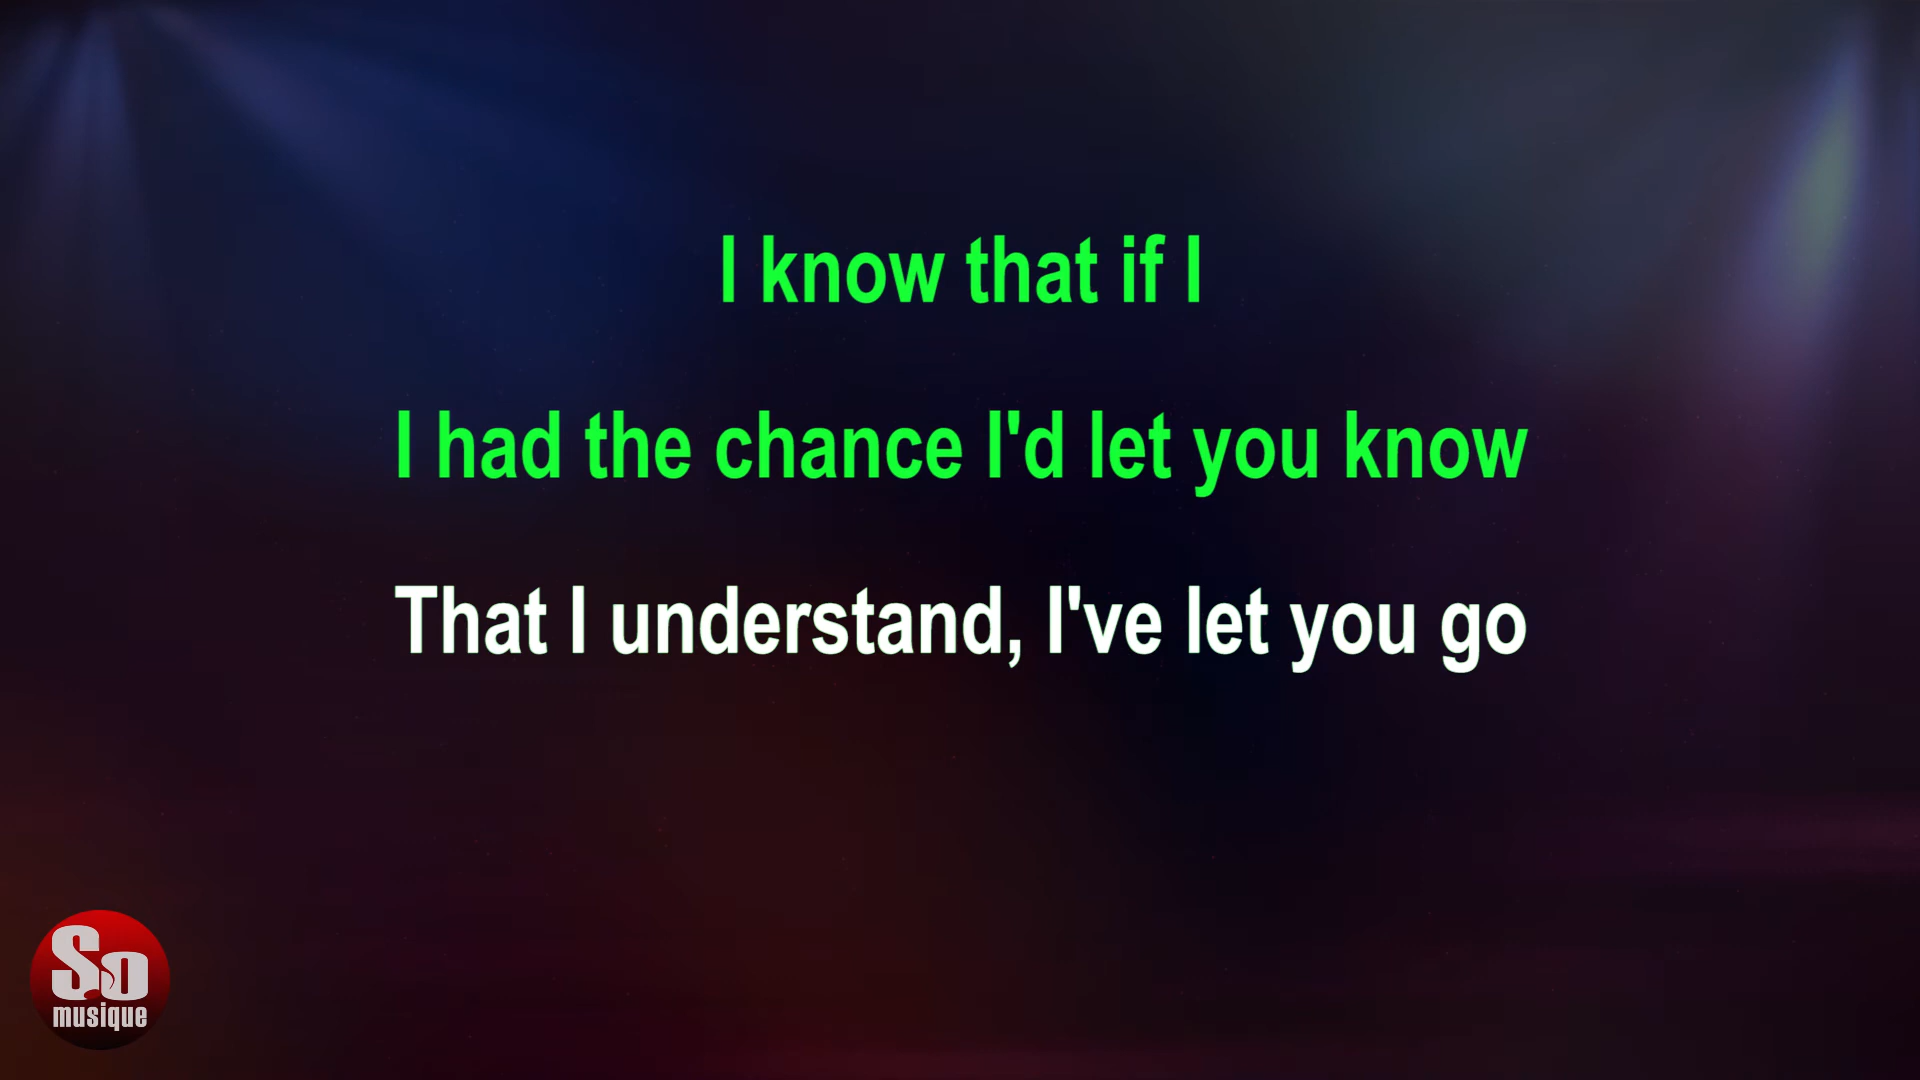 I know that if I
I had the chance I'd let you know
That I understand, I've let you go
So
musique